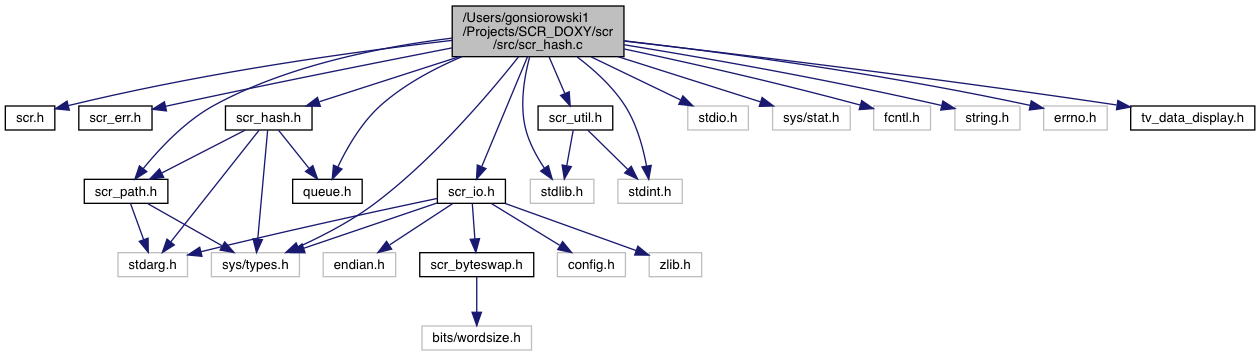 /Users/gonsiorowski1
/Projects/SCR_DOXY/scr
/src/scr_hash.c
scr.h
scr_err.h
scr_hash.h
scr_util.h
stdio.h
sys/stat.h
fcntl.h
string.h
errno.h
tv_data_display.h
scr_path.h
queue.h
scr_io.h
stdlib.h
stdint.h
stdarg.h
sys/types.h
endian.h
scr_byteswap.h
config.h
zlib.h
bits/wordsize.h